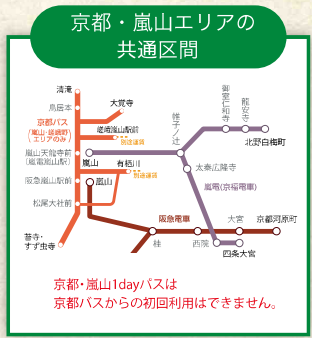 京都・嵐山エリアの
共通区間
清滝
鳥居本
大覚寺
京都バス
(嵐山・嵯峨野)
エリアのみ
嵯峨嵐山駅前
別途運賃
嵐山天龍寺前
(嵐電嵐山駅)
嵐山
有栖川
別途運賃
阪急嵐山駅前
嵐山
松尾大社前
苔寺・
すず虫寺
帷子ノ辻
御室仁和寺
龍安寺
北野白梅町
太秦広隆寺
嵐電(京福電車)
阪急電車
大宮
京都河原町
桂
西院
四条大宮
京都・嵐山1dayパスは
京都バスからの初回利用はできません。